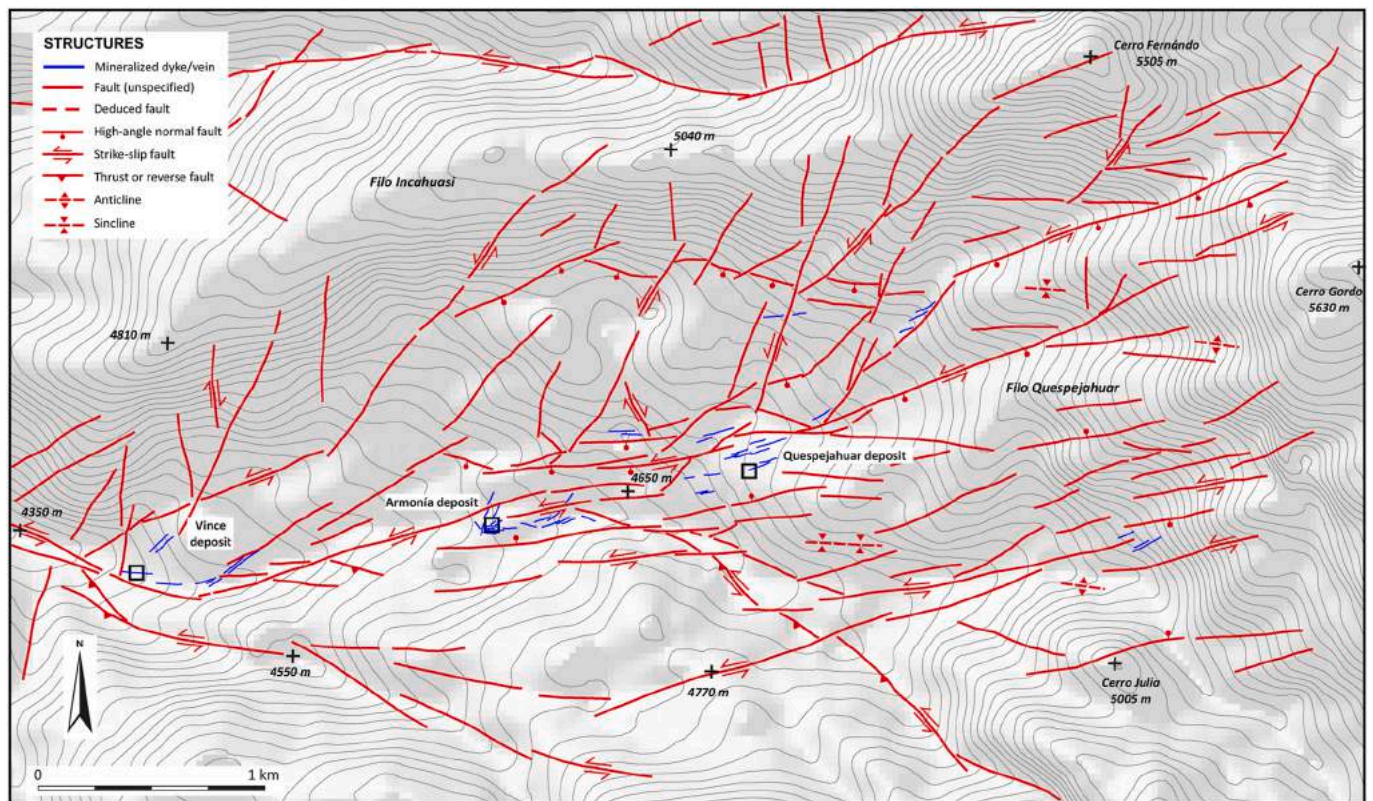 STRUCTURES
Mineralized dyke/vein
Fault (unspecified)
Deduced fault
High-angle normal fault
Strike-slip fault
Thrust or reverse fault
Anticline
Sincline
Cerro Fernándo
5505 m
5040 m
Filo Incahuasi
Cerro Gordo
5630 m
4810 m
Filo Quespejahuar
Quespejahuar deposit
4650 m
Armonía deposit
4350 m
Vince
deposit
N
4550 m
4770 m
Cerro Julia
5005 m
0
1 km